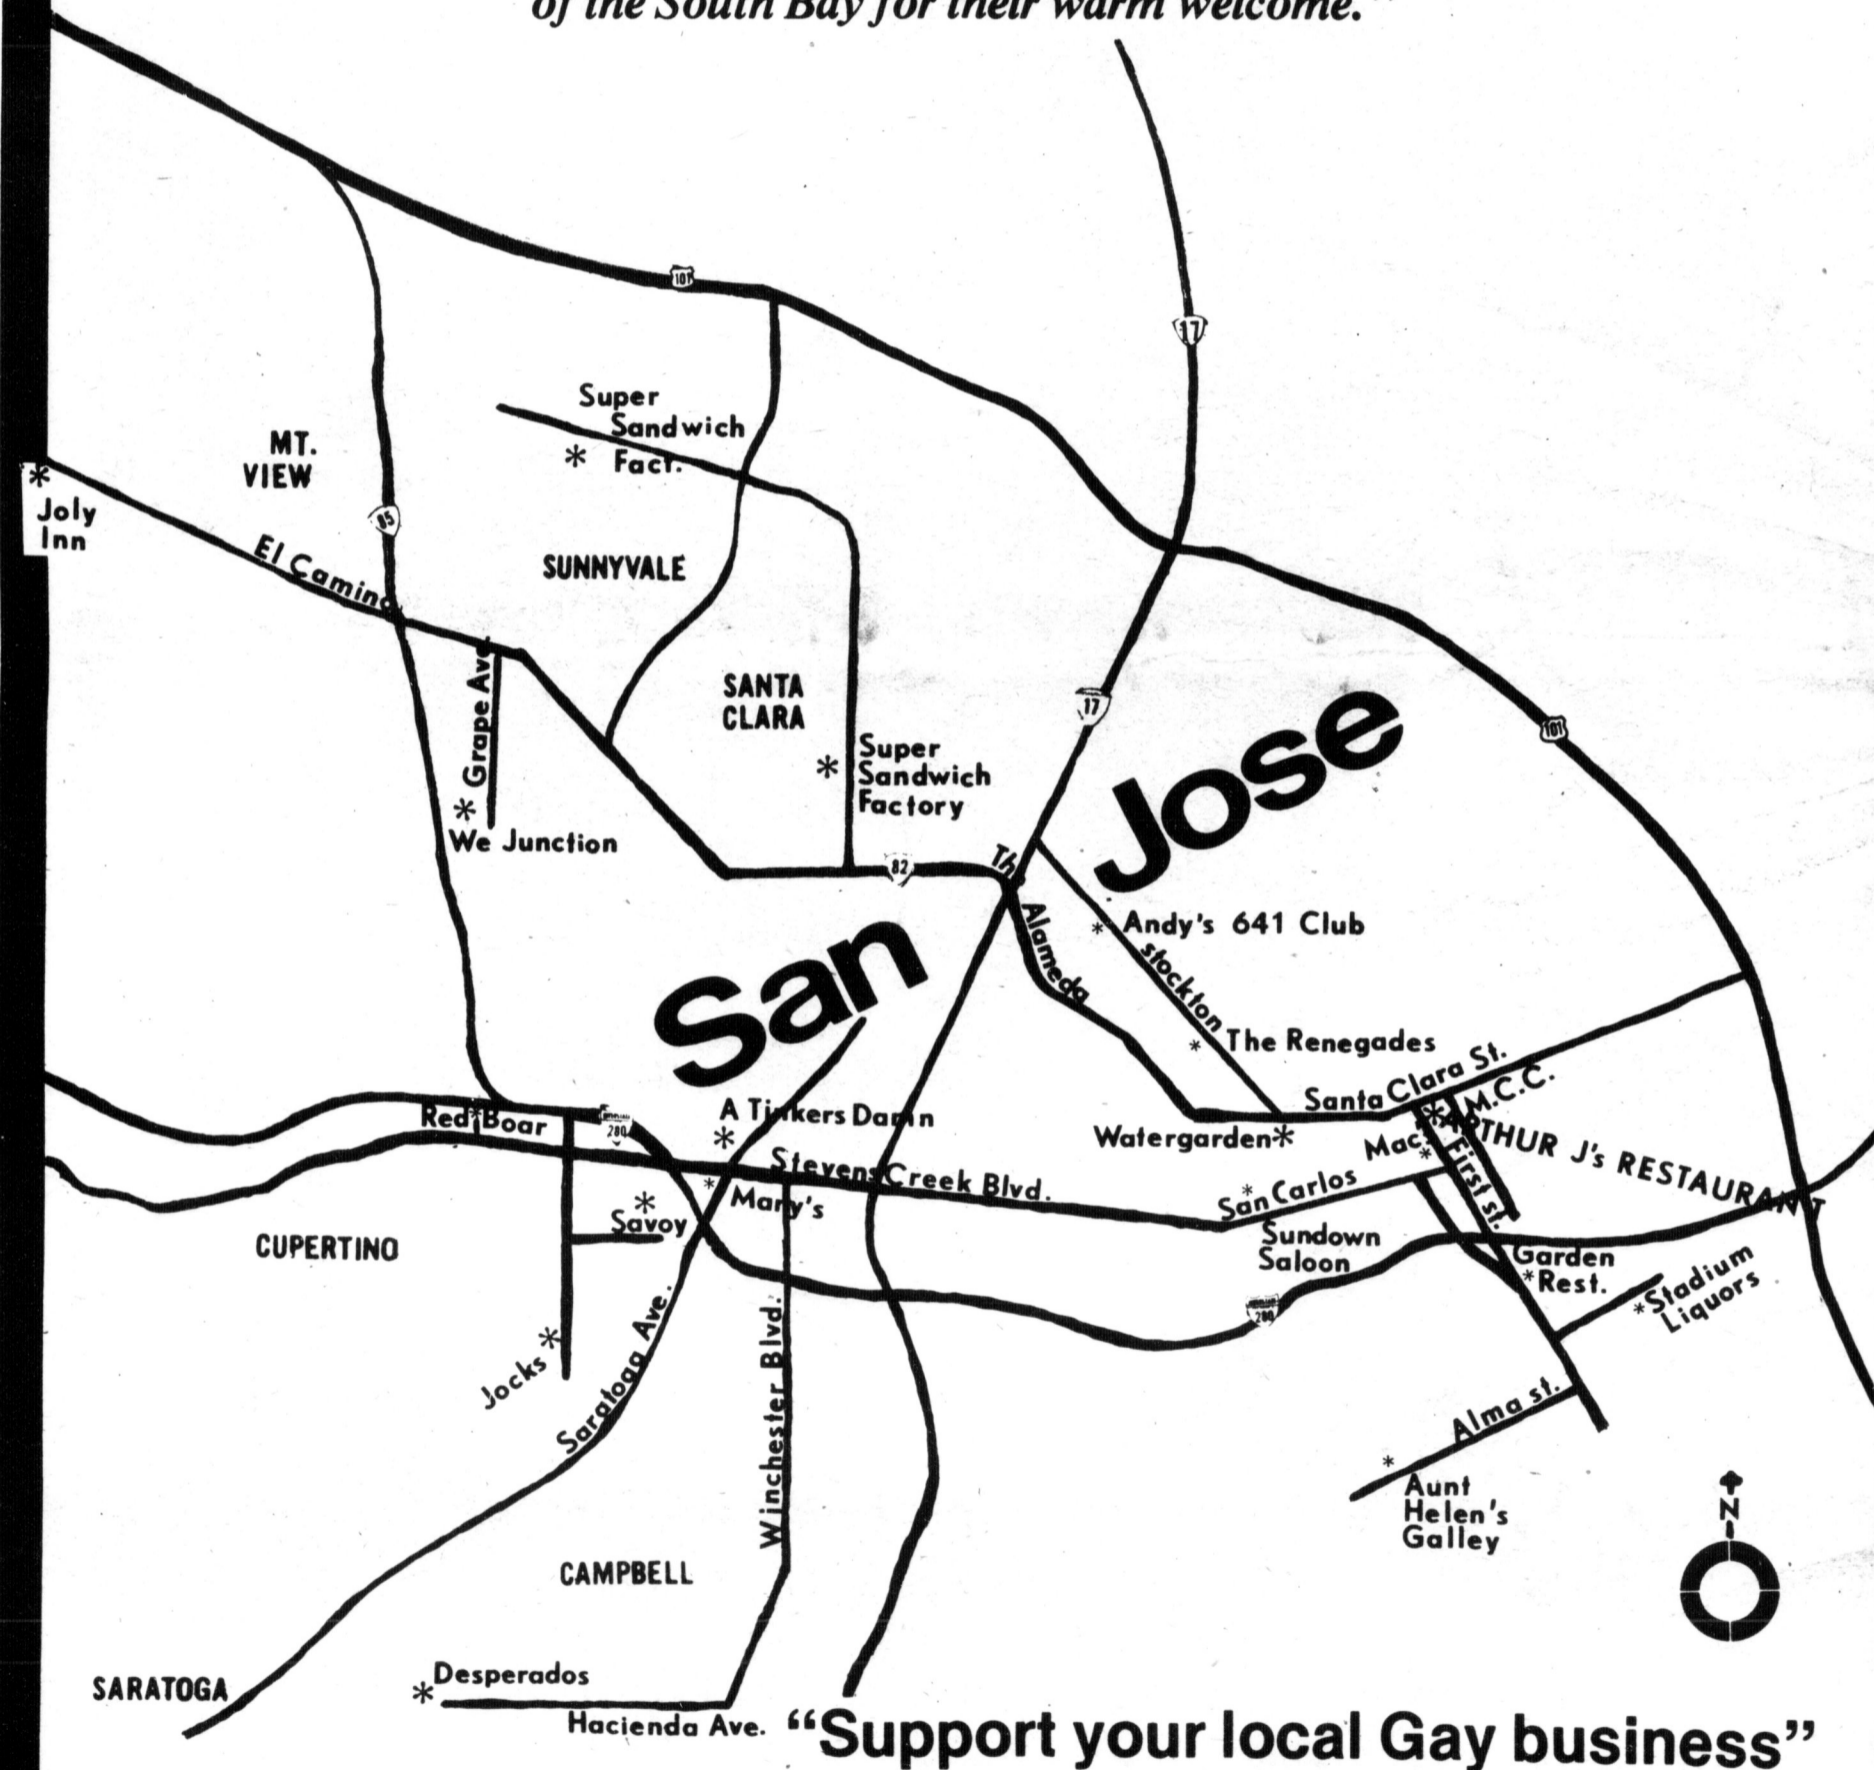 of the South Bay for their warm welcome."
101
17
Super
Sandwich
Fact.
MT.
VIEW
Joly
Inn
85
El Camino
SUNNYVALE
Grape Ave.
SANTA
CLARA
17
Jose
101
Super
Sandwich
Factory
We Junction
82
The
Alameda
San
Andy's 641 Club
stockton
The Renegades
Santa Clara St.
M.C.C.
Red Boar
280
A Tinkers Damn
Watergarden
Mac's
ARTHUR J's RESTAURANT
First st.
Stevens Creek Blvd.
San Carlos
Mary's
Savoy
CUPERTINO
Sundown
Saloon
Garden
Rest.
Stadium
Liquors
280
Jocks
Saratoga Ave.
Winchester Blvd.
Alma st.
Aunt
Helen's
Galley
N
CAMPBELL
SARATOGA
Desperados
Hacienda Ave.
"Support your local Gay business"